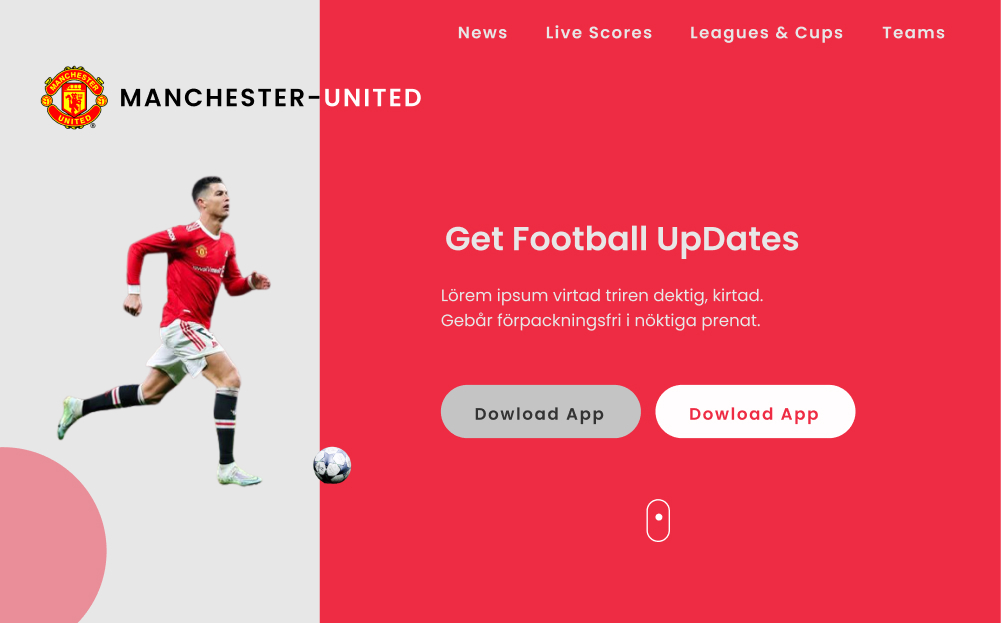 News Live Scores Leagues & Cups Teams
MANCHESTER
UNITED
MANCHESTER-UNITED
Get Football UpDates
Lörem ipsum virtad triren dektig, kirtad.
Gebår förpackningsfri i nöktiga prenat.
Dowload App Dowload App